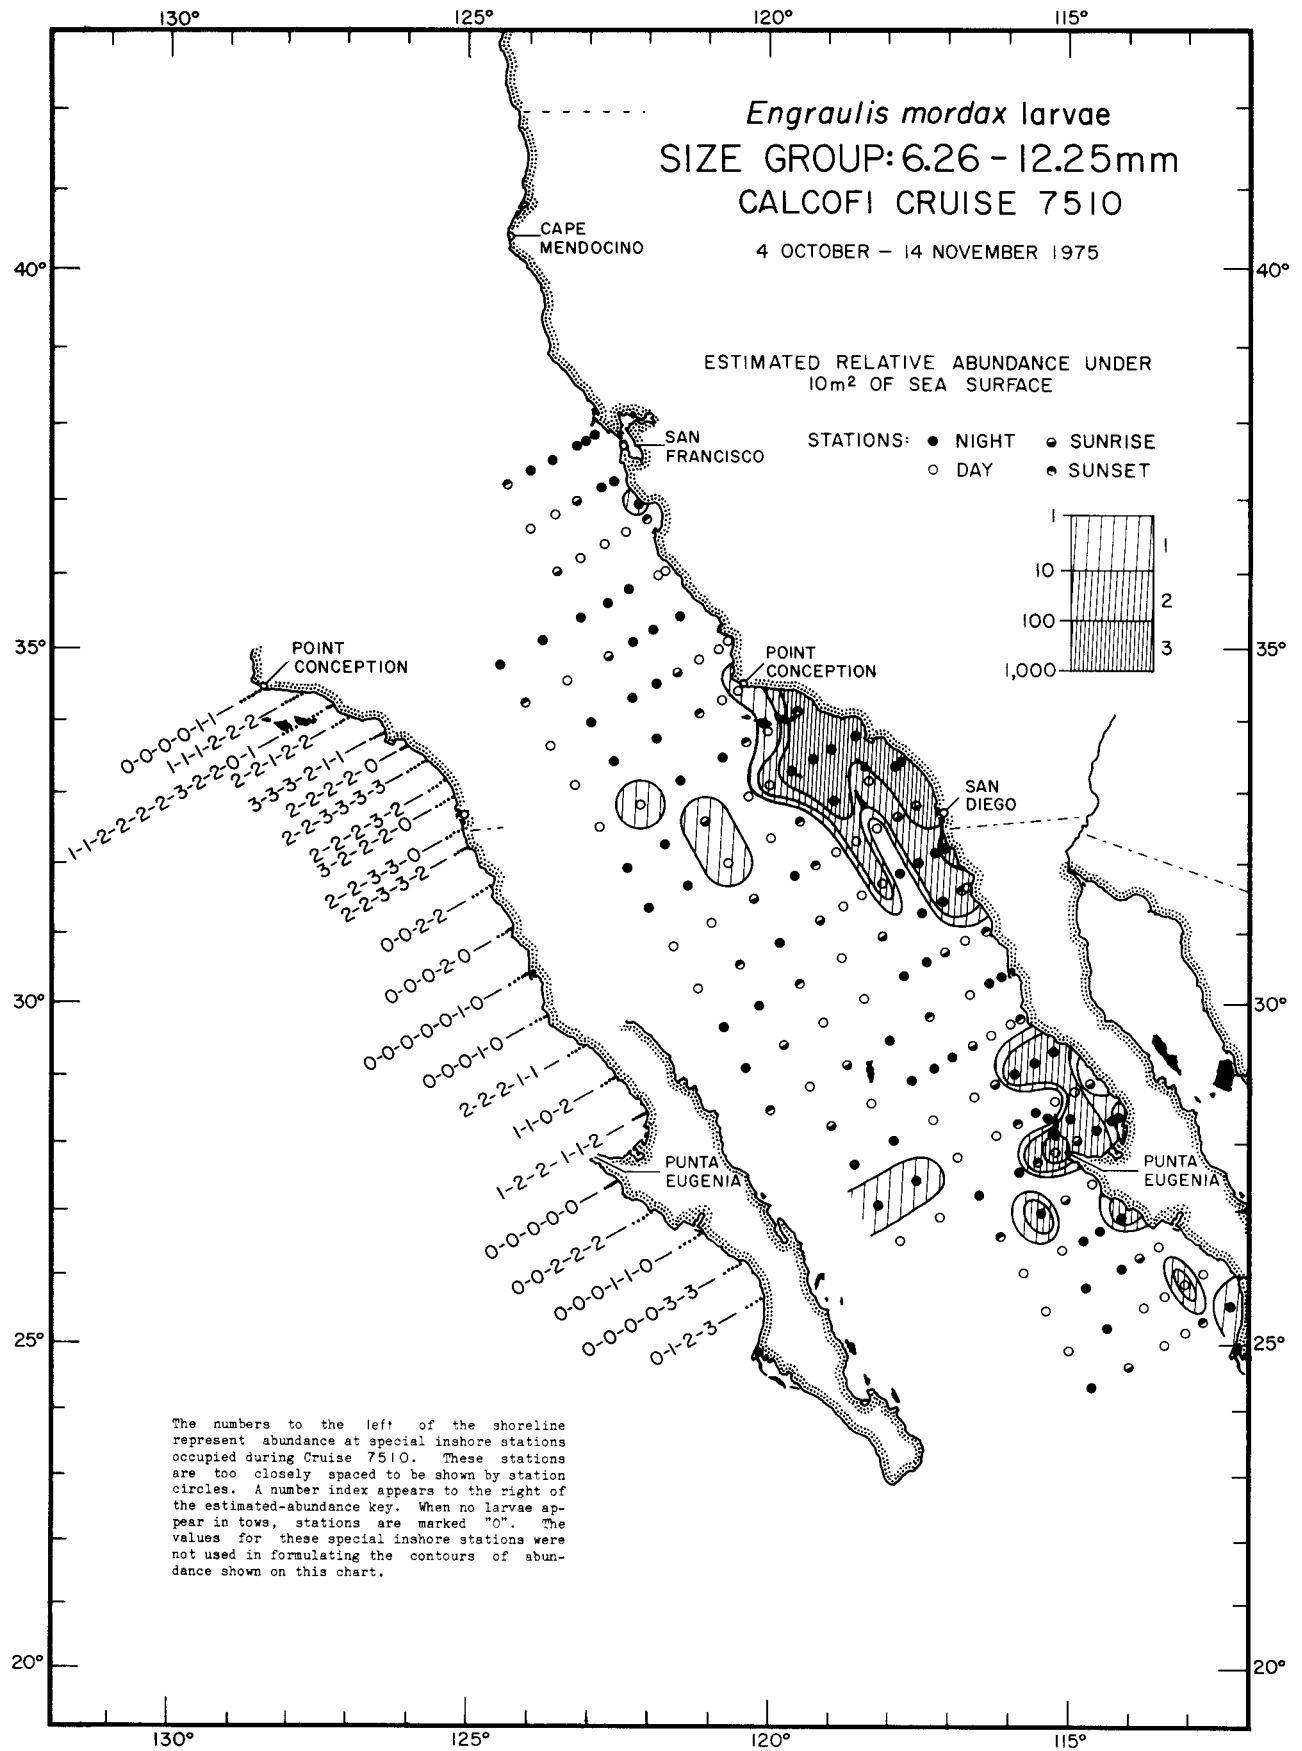 130° 125° 120° 115°
Engraulis mordax larvae
SIZE GROUP: 6.26 – 12.25mm
CALCOFI CRUISE 7510
4 OCTOBER – 14 NOVEMBER 1975
CAPE
MENDOCINO
40° 40°
ESTIMATED RELATIVE ABUNDANCE UNDER
10m² OF SEA SURFACE
STATIONS: ● NIGHT SUNRISE
○ DAY SUNSET
SAN
FRANCISCO
1
10
100
1,000
1
2
3
35° 35°
POINT
CONCEPTION
POINT
CONCEPTION
0-0-0-0-1-1
1-1-1-2-2-2
1-1-2-2-2-2-3-2-2-0-1
2-2-1-2-2
3-3-3-2-1-1
2-2-2-2-0
2-2-3-3-3-3
2-2-2-3-2
3-2-2-2-0
2-2-3-3-0
2-2-3-3-2
0-0-2-2
0-0-0-2-0
0-0-0-0-0-1-0
0-0-0-1-0
2-2-2-1-1
1-1-0-2
1-2-2-1-1-2
0-0-0-0-0
0-0-2-2-2
0-0-0-1-1-0
0-0-0-0-3-3
0-1-2-3
SAN
DIEGO
30° 30°
PUNTA
EUGENIA
PUNTA
EUGENIA
25° 25°
The numbers to the left of the shoreline
represent abundance at special inshore stations
occupied during Cruise 7510. These stations
are too closely spaced to be shown by station
circles. A number index appears to the right of
the estimated-abundance key. When no larvae ap-
pear in tows, stations are marked "0". The
values for these special inshore stations were
not used in formulating the contours of abun-
dance shown on this chart.
20° 20°
130° 125° 120° 115°